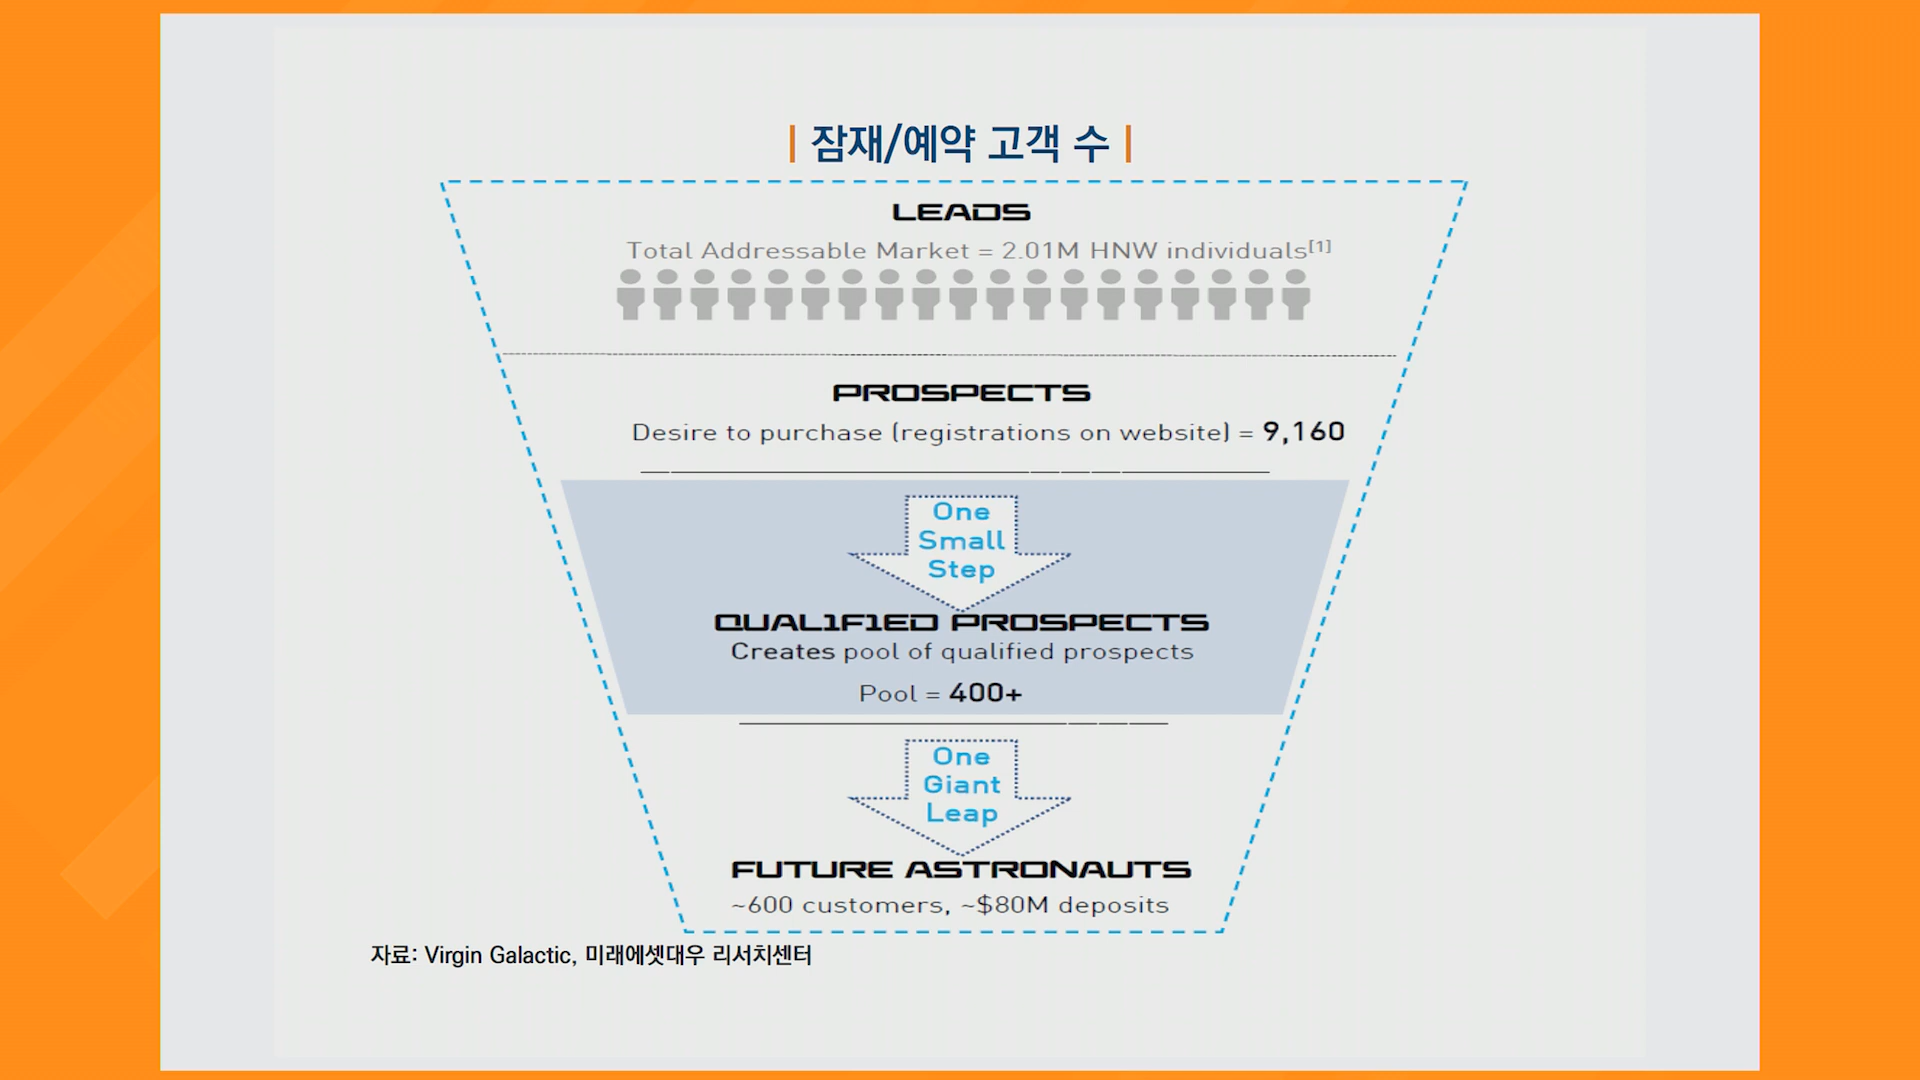 | 잠재/예약 고객 수 |
LEADS
Total Addressable Market = 2.01M HNW individuals[1]
PROSPECTS
Desire to purchase (registrations on website) = 9,160
One
Small
Step
QUAL1F1ED PROSPECTS
Creates pool of qualified prospects
Pool = 400+
One
Giant
Leap
FUTURE ASTRONAUTS
~600 customers, ~$80M deposits
자료: Virgin Galactic, 미래에셋대우 리서치센터